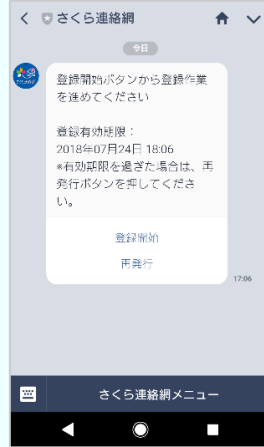 さくら連絡網
今日
登録開始ボタンから登録作業
を進めてください
登録有効期限：
2018年07月24日 18:06
*有効期限を過ぎた場合は、再
発行ボタンを押してくださ
い。
登録開始
再発行
17:06
さくら連絡網メニュー